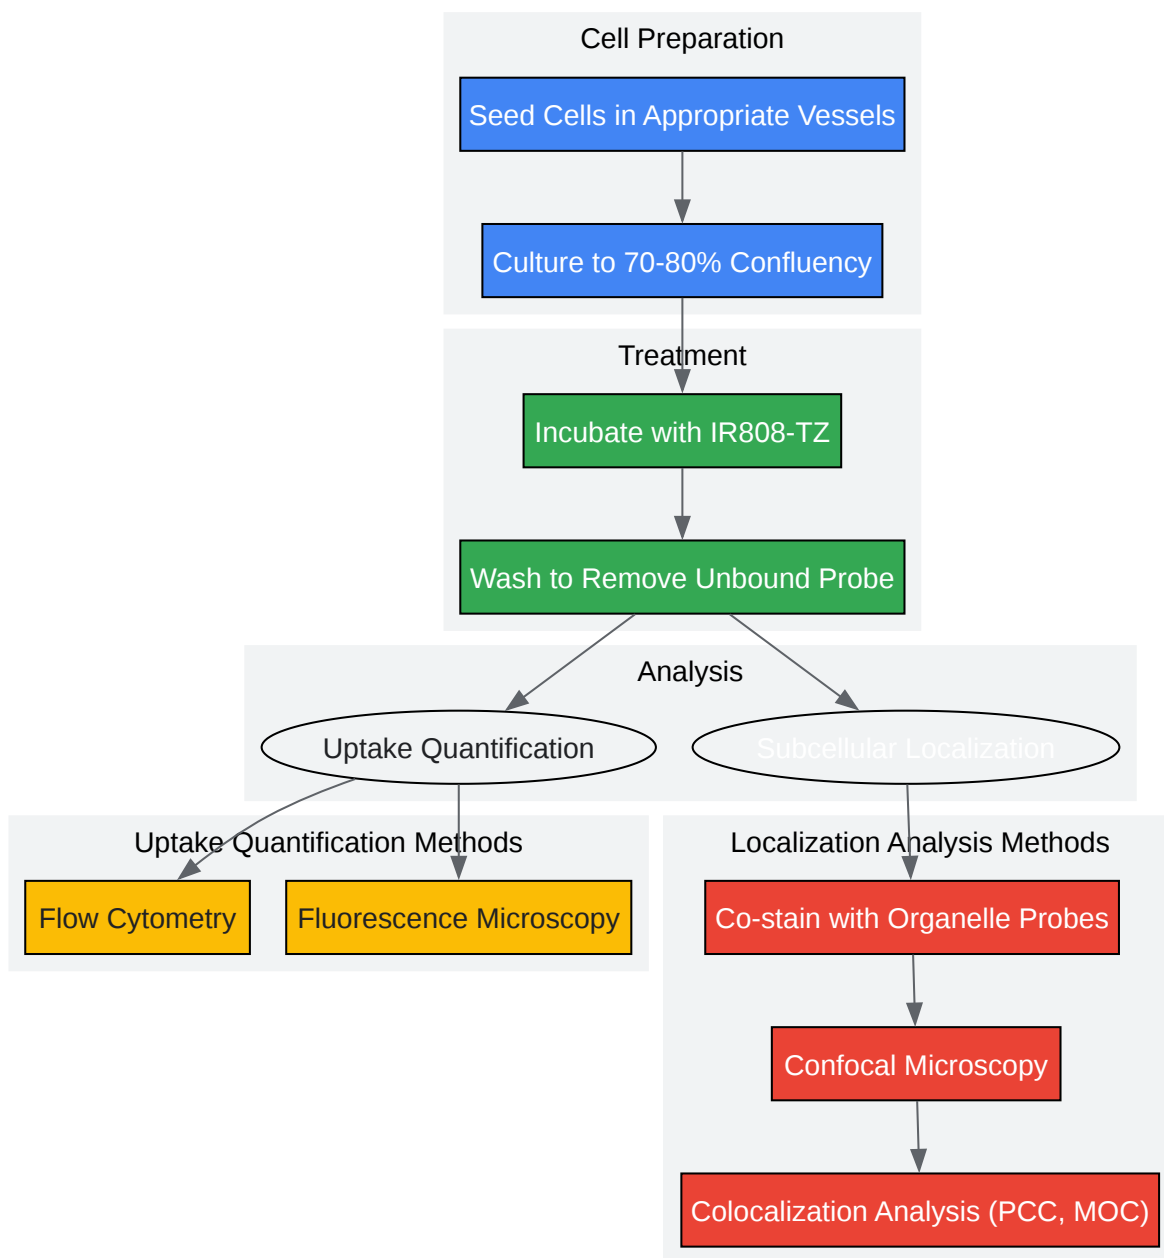 Cell Preparation
Seed Cells in Appropriate Vessels
Culture to 70-80% Confluency
Treatment
Incubate with IR808-TZ
Wash to Remove Unbound Probe
Analysis
Uptake Quantification
Subcellular Localization
Uptake Quantification Methods
Flow Cytometry
Fluorescence Microscopy
Localization Analysis Methods
Co-stain with Organelle Probes
Confocal Microscopy
Colocalization Analysis (PCC, MOC)